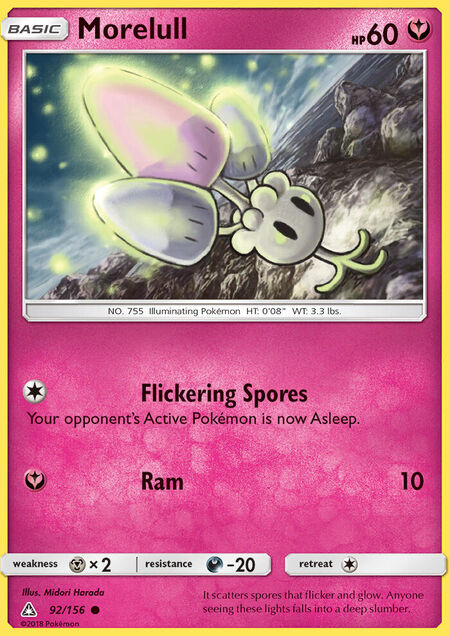 BASIC Morelull HP60
NO. 755 Illuminating Pokémon HT: 0'08" WT: 3.3 lbs.
Flickering Spores
Your opponent's Active Pokémon is now Asleep.
Ram 10
weakness ×2 resistance -20 retreat
Illus. Midori Harada
It scatters spores that flicker and glow. Anyone
seeing these lights falls into a deep slumber.
92/156
©2018 Pokémon